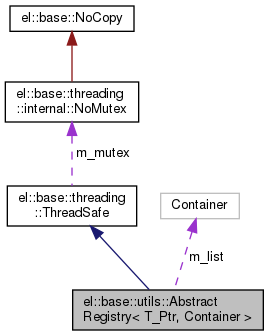 el::base::NoCopy
el::base::threading
::internal::NoMutex
m_mutex
el::base::threading
::ThreadSafe
Container
m_list
el::base::utils::Abstract
Registry< T_Ptr, Container >